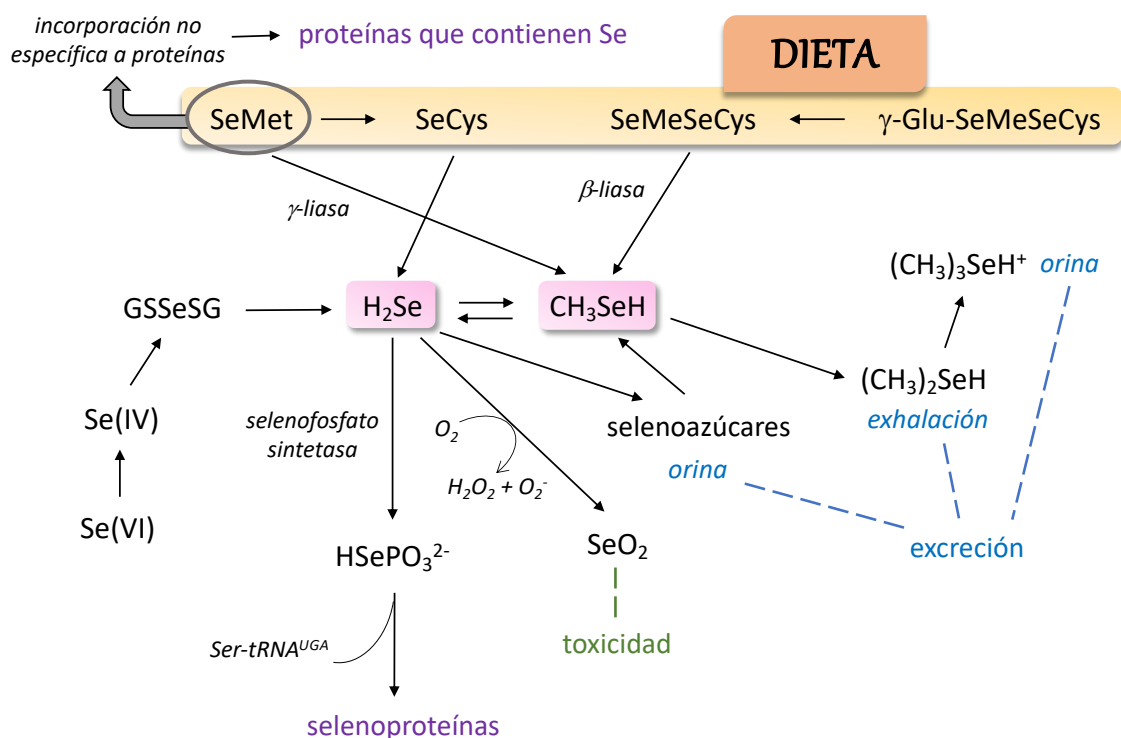 incorporación no
específica a proteínas
proteínas que contienen Se
DIETA
SeMet
SeCys
SeMeSeCys
γ-Glu-SeMeSeCys
γ-liasa
β-liasa
(CH₃)₃SeH⁺ orina
GSSeSG
H₂Se
CH₃SeH
(CH₃)₂SeH
exhalación
Se(IV)
selenofosfato
sintetasa
O₂
H₂O₂ + O₂⁻
selenoazúcares
orina
Se(VI)
HSePO₃²⁻
SeO₂
excreción
Ser-tRNAᵁᴳᴬ
toxicidad
selenoproteínas